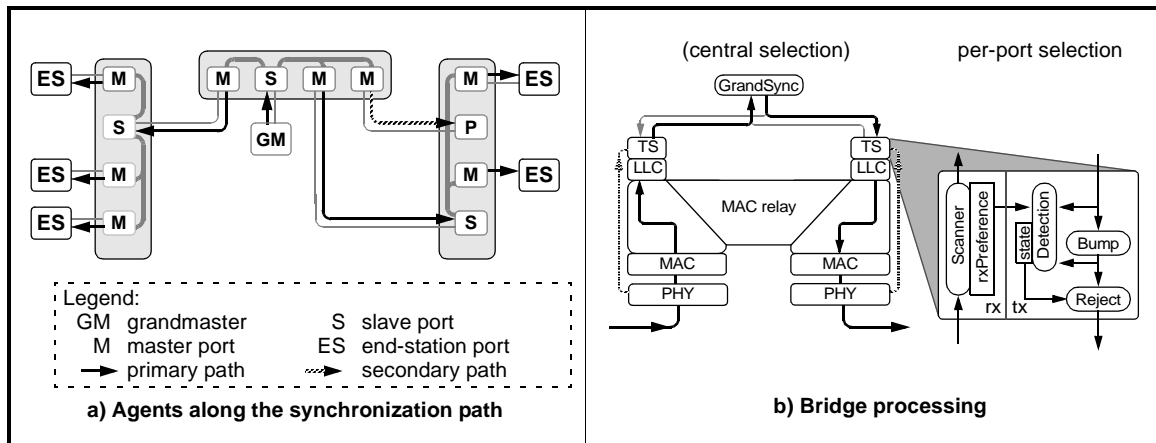 ES
M
M
S
M
M
M
ES
S
P
GM
ES
M
M
ES
ES
M
S
Legend:
GM grandmaster
S slave port
M master port
ES end-station port
primary path
secondary path
a) Agents along the synchronization path
(central selection)
per-port selection
GrandSync
TS
TS
LLC
LLC
MAC relay
MAC
MAC
PHY
PHY
Scanner
rxPreference
state
Detection
Bump
Reject
rx
tx
b) Bridge processing